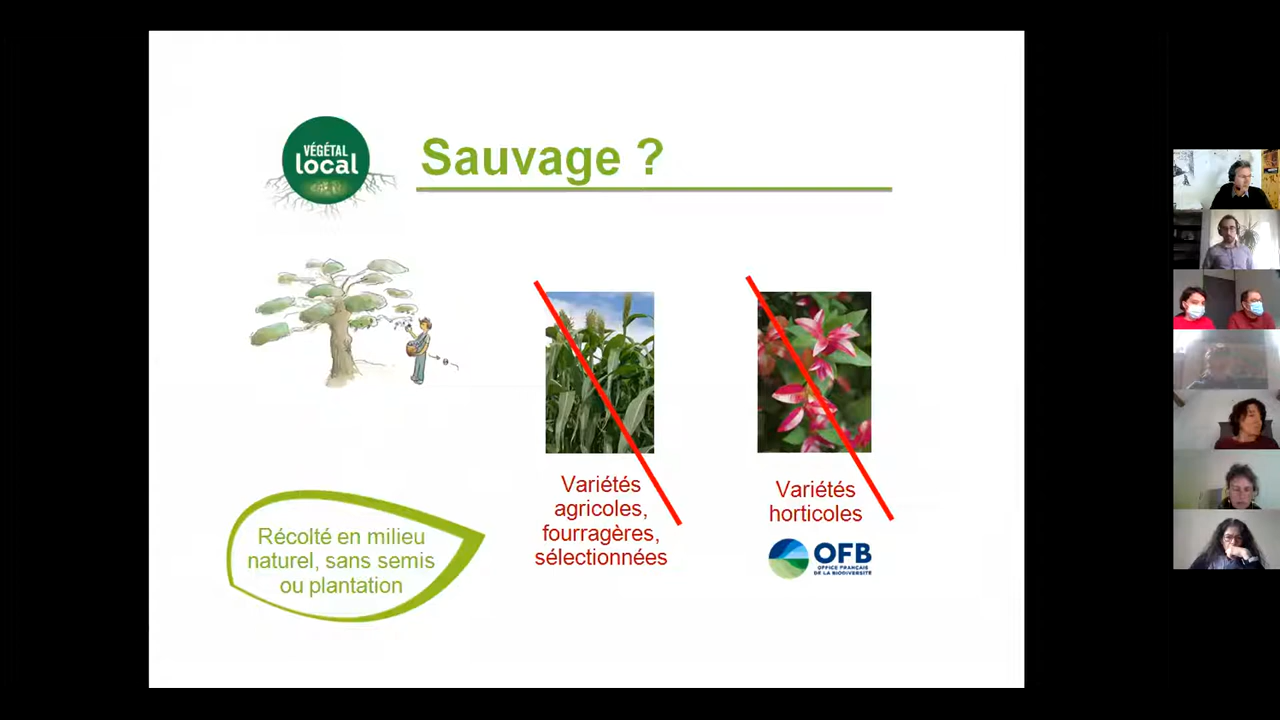 VÉGÉTAL
local
Sauvage ?
Récolté en milieu
naturel, sans semis
ou plantation
Variétés
agricoles,
fourragères,
sélectionnées
Variétés
horticoles
OFB
OFFICE FRANÇAIS
DE LA BIODIVERSITÉ